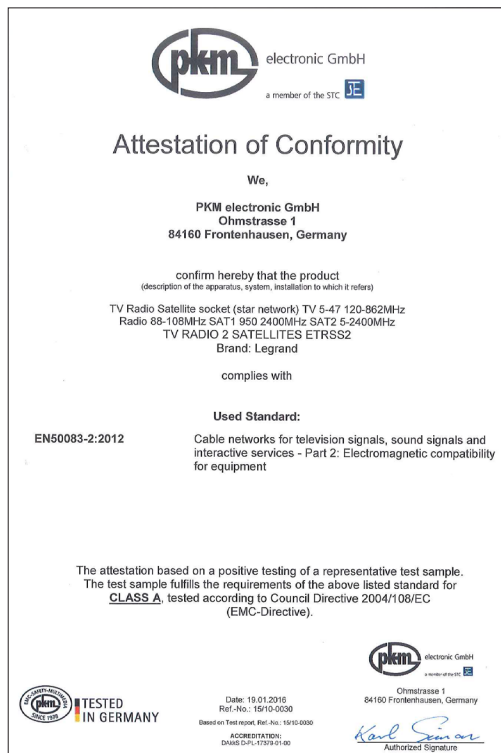 pkm electronic GmbH
a member of the STC
Attestation of Conformity
We,
PKM electronic GmbH
Ohmstrasse 1
84160 Frontenhausen, Germany
confirm hereby that the product
(description of the apparatus, system, installation to which it refers)
TV Radio Satellite socket (star network) TV 5-47 120-862MHz
Radio 88-108MHz SAT1 950 2400MHz SAT2 5-2400MHz
TV RADIO 2 SATELLITES ETRSS2
Brand: Legrand
complies with
Used Standard:
EN50083-2:2012 Cable networks for television signals, sound signals and
interactive services - Part 2: Electromagnetic compatibility
for equipment
The attestation based on a positive testing of a representative test sample.
The test sample fulfills the requirements of the above listed standard for
CLASS A, tested according to Council Directive 2004/108/EC
(EMC-Directive).
pkm electronic GmbH
a member of the STC
EMC-SAFETY-MULTIMEDIA
pkm
SINCE 1990
TESTED
IN GERMANY
Date: 19.01.2016
Ref.-No.: 15/10-0030
Based on Test report, Ref.-No.: 15/10-0030
ACCREDITATION:
DAkkS D-PL-17379-01-00
Ohmstrasse 1
84160 Frontenhausen, Germany
Authorized Signature